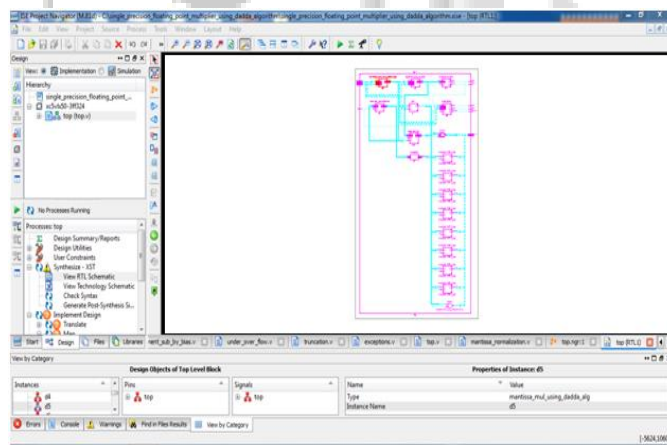 ISE Project Navigator (M.81d) - C:\single_precision_floating_point_multiplier_using_dadda_algorithm\single_precision_floating_point_multiplier_using_dadda_algorithm.xise - [top (RTL1)]
File Edit View Project Source Process Tools Window Layout Help
Design
View: Implementation Simulation
Hierarchy
single_precision_floating_point_...
xc5vlx50-3ff324
top (top.v)
No Processes Running
Processes: top
Design Summary/Reports
Design Utilities
User Constraints
Synthesize - XST
View RTL Schematic
View Technology Schematic
Check Syntax
Generate Post-Synthesis Si...
Implement Design
Translate
Map
Start Design Files Libraries nent_sub_by_bias.v under_over_flow.v truncation.v exceptions.v top.v mantissa_normalization.v top.ngr:1 top (RTL1)
View by Category
Design Objects of Top Level Block
Properties of Instance: d5
Instances Pins Signals Name Value
d4 top top Type mantissa_mul_using_dadda_alg
d5 Instance Name d5
Errors Console Warnings Find in Files Results View by Category